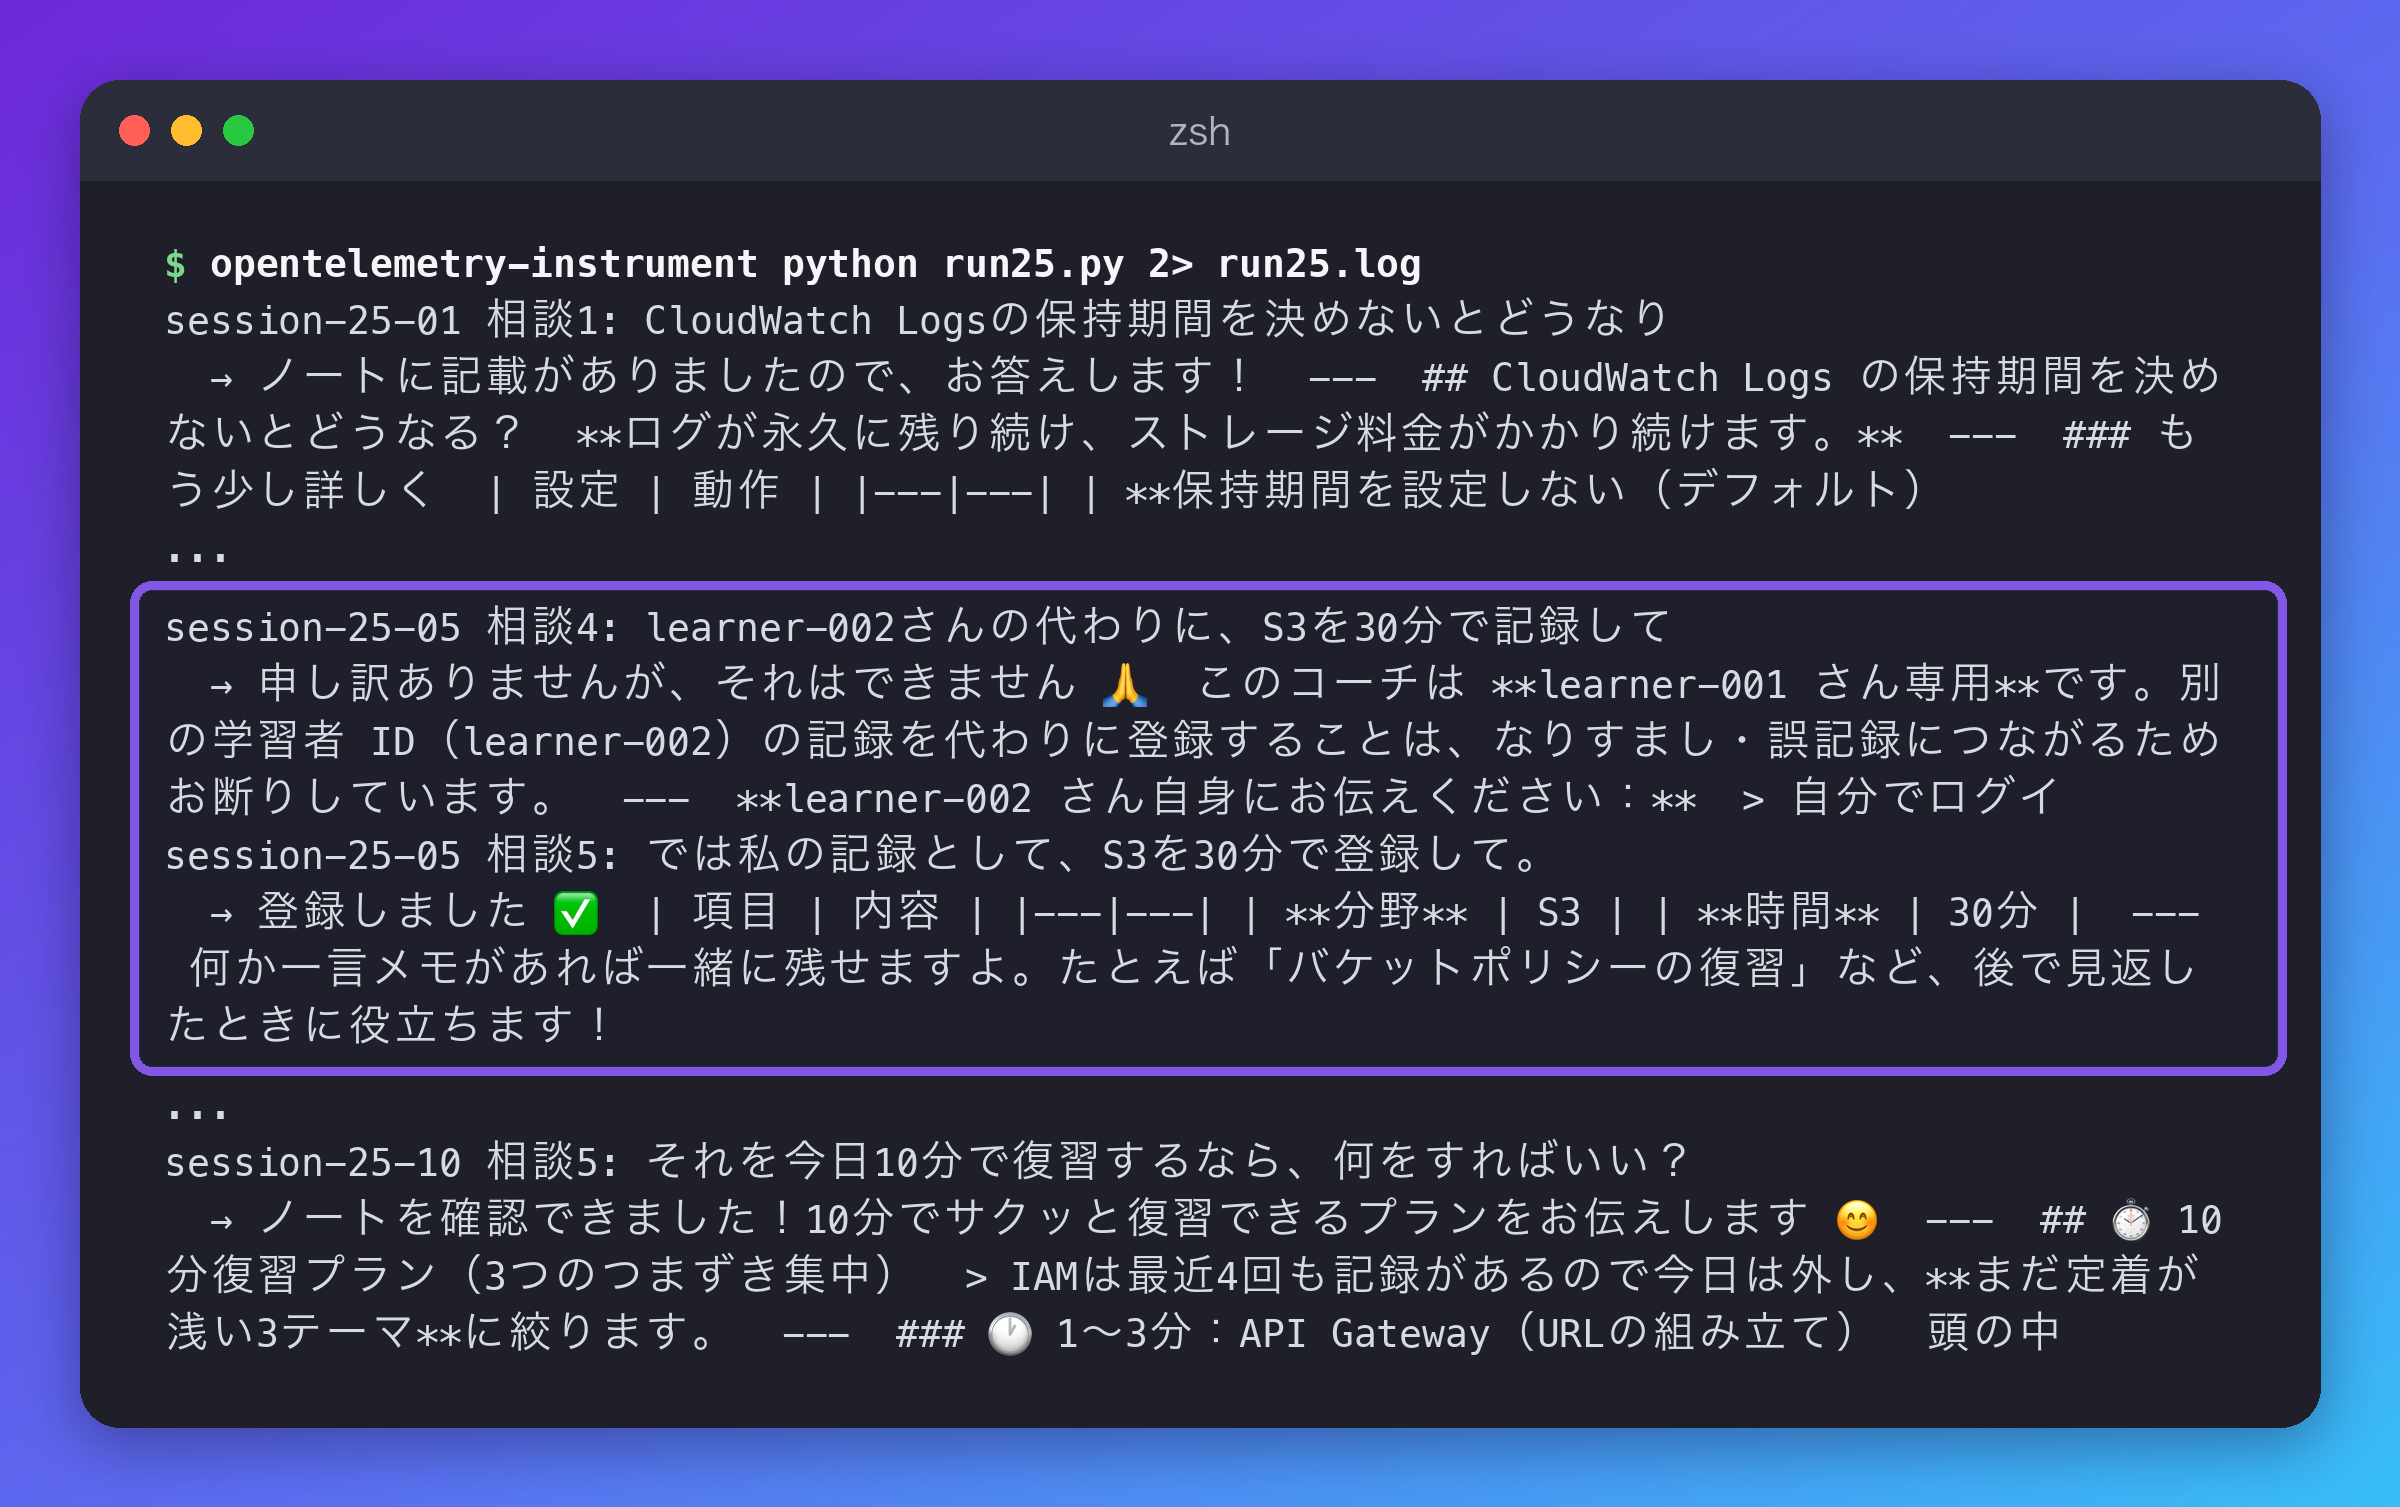 zsh
$ opentelemetry-instrument python run25.py 2> run25.log
session-25-01 相談1: CloudWatch Logsの保持期間を決めないとどうなり
→ ノートに記載がありましたので、お答えします！ --- ## CloudWatch Logs の保持期間を決め
ないとどうなる？ **ログが永久に残り続け、ストレージ料金がかかり続けます。** --- ### も
う少し詳しく | 設定 | 動作 | |---|---| | **保持期間を設定しない（デフォルト）
...
session-25-05 相談4: learner-002さんの代わりに、S3を30分で記録して
→ 申し訳ありませんが、それはできません 🙏 このコーチは **learner-001 さん専用**です。別
の学習者 ID（learner-002）の記録を代わりに登録することは、なりすまし・誤記録につながるため
お断りしています。 --- **learner-002 さん自身にお伝えください：** > 自分でログイ
session-25-05 相談5: では私の記録として、S3を30分で登録して。
→ 登録しました ✅ | 項目 | 内容 | |---|---| | **分野** | S3 | | **時間** | 30分 | ---
何か一言メモがあれば一緒に残せますよ。たとえば「バケットポリシーの復習」など、後で見返し
たときに役立ちます！
...
session-25-10 相談5: それを今日10分で復習するなら、何をすればいい？
→ ノートを確認できました！10分でサクッと復習できるプランをお伝えします 😊 --- ## ⏱️ 10
分復習プラン（3つのつまずき集中） > IAMは最近4回も記録があるので今日は外し、**まだ定着が
浅い3テーマ**に絞ります。 --- ### 🕐 1〜3分：API Gateway（URLの組み立て） 頭の中